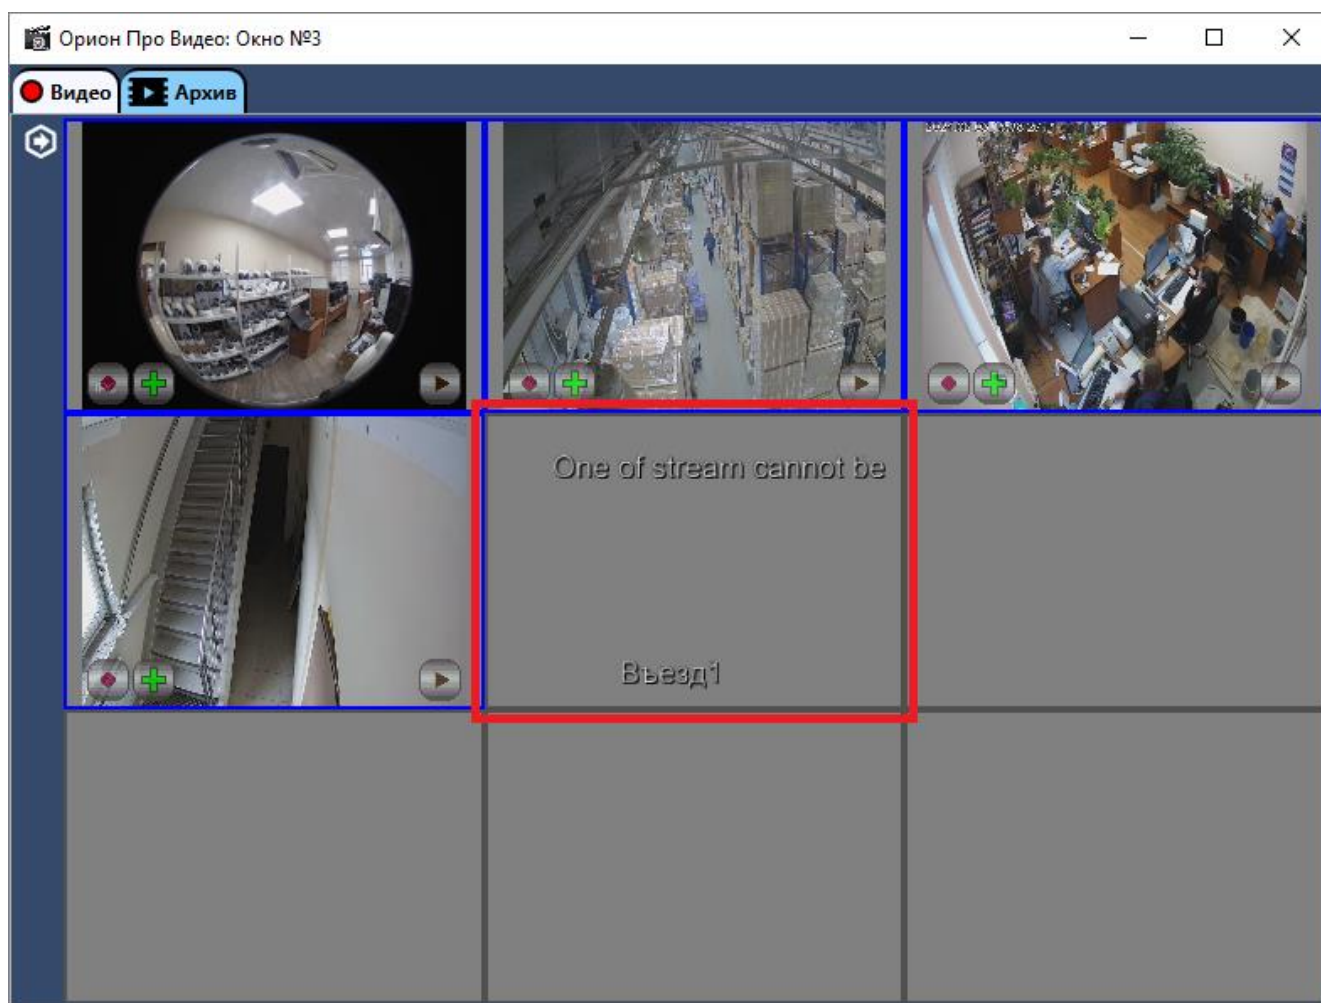 Орион Про Видео: Окно №3
Видео
Архив
One of stream cannot be
Въезд1